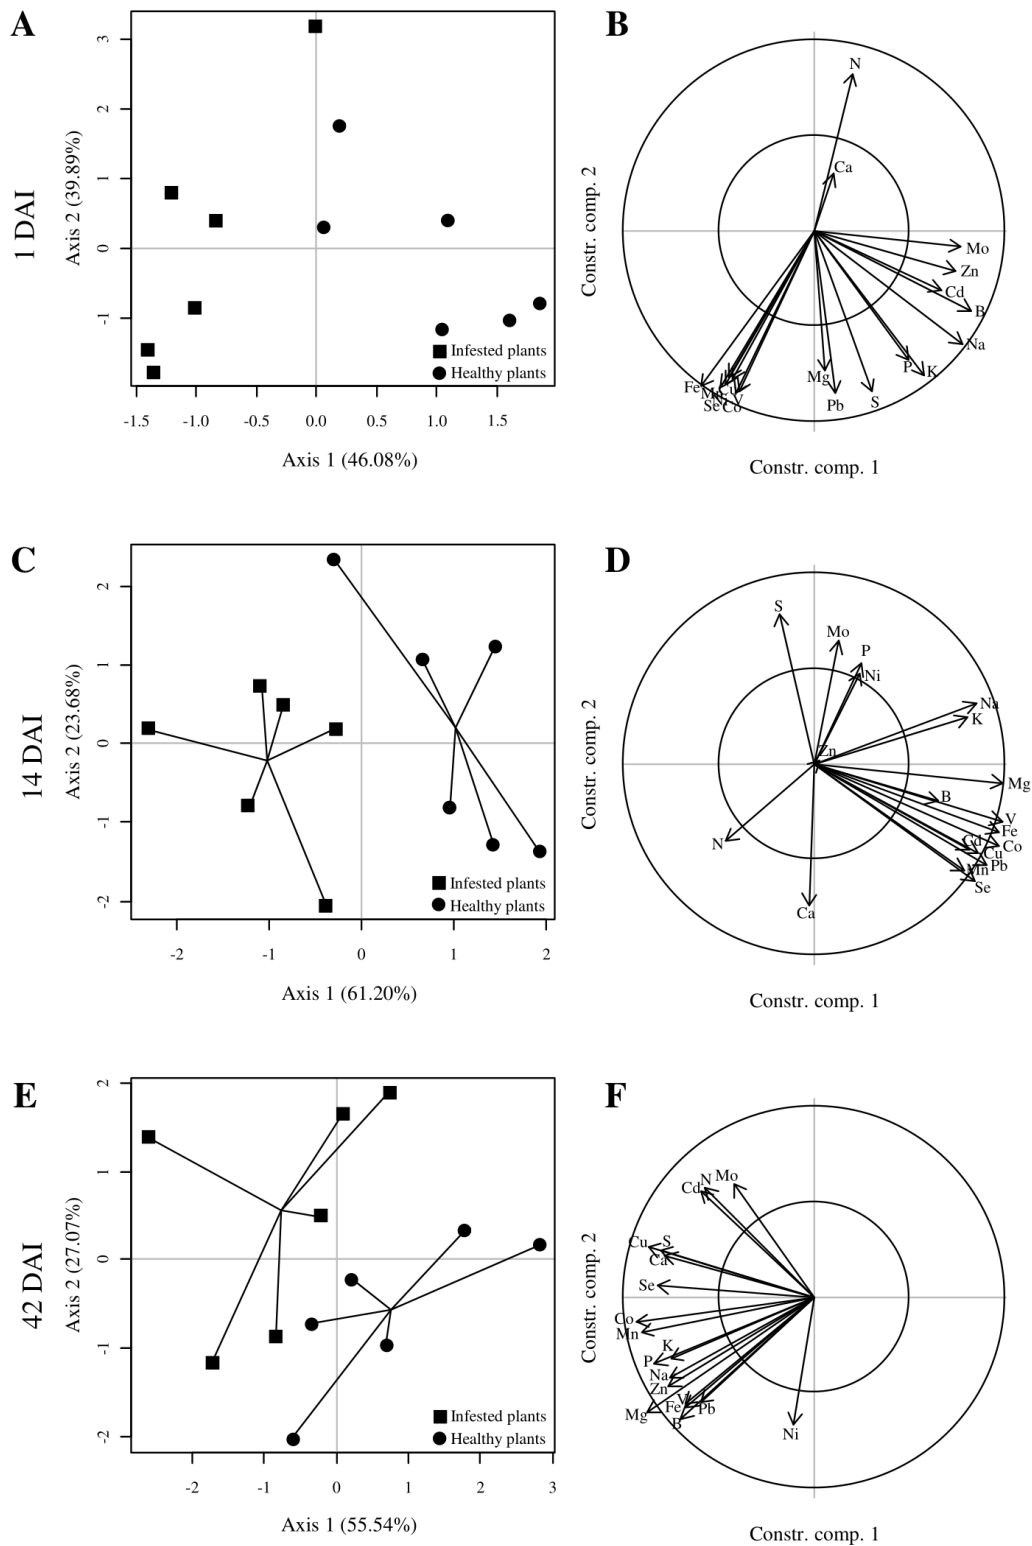 A
1 DAI
Axis 2 (39.89%)
3
2
1
0
-1
Infested plants
Healthy plants
-1.5 -1.0 -0.5 0.0 0.5 1.0 1.5
Axis 1 (46.08%)
B
Constr. comp. 2
N
Ca
Mo
Zn
Cd
B
Na
P
K
Mg
Pb
S
Fe
Mn
Cu
V
Se
Co
Constr. comp. 1
C
14 DAI
Axis 2 (23.68%)
2
1
0
-1
-2
Infested plants
Healthy plants
-2 -1 0 1 2
Axis 1 (61.20%)
D
Constr. comp. 2
S
Mo
P
Ni
Na
K
Zn
Mg
B
V
Fe
Co
Cd
Cu
Pb
Mn
Se
N
Ca
Constr. comp. 1
E
42 DAI
Axis 2 (27.07%)
2
1
0
-1
-2
Infested plants
Healthy plants
-2 -1 0 1 2 3
Axis 1 (55.54%)
F
Constr. comp. 2
Mo
N
Cd
Cu
S
Ca
Se
Co
Mn
K
P
Na
Zn
V
Fe
Pb
Mg
B
Ni
Constr. comp. 1